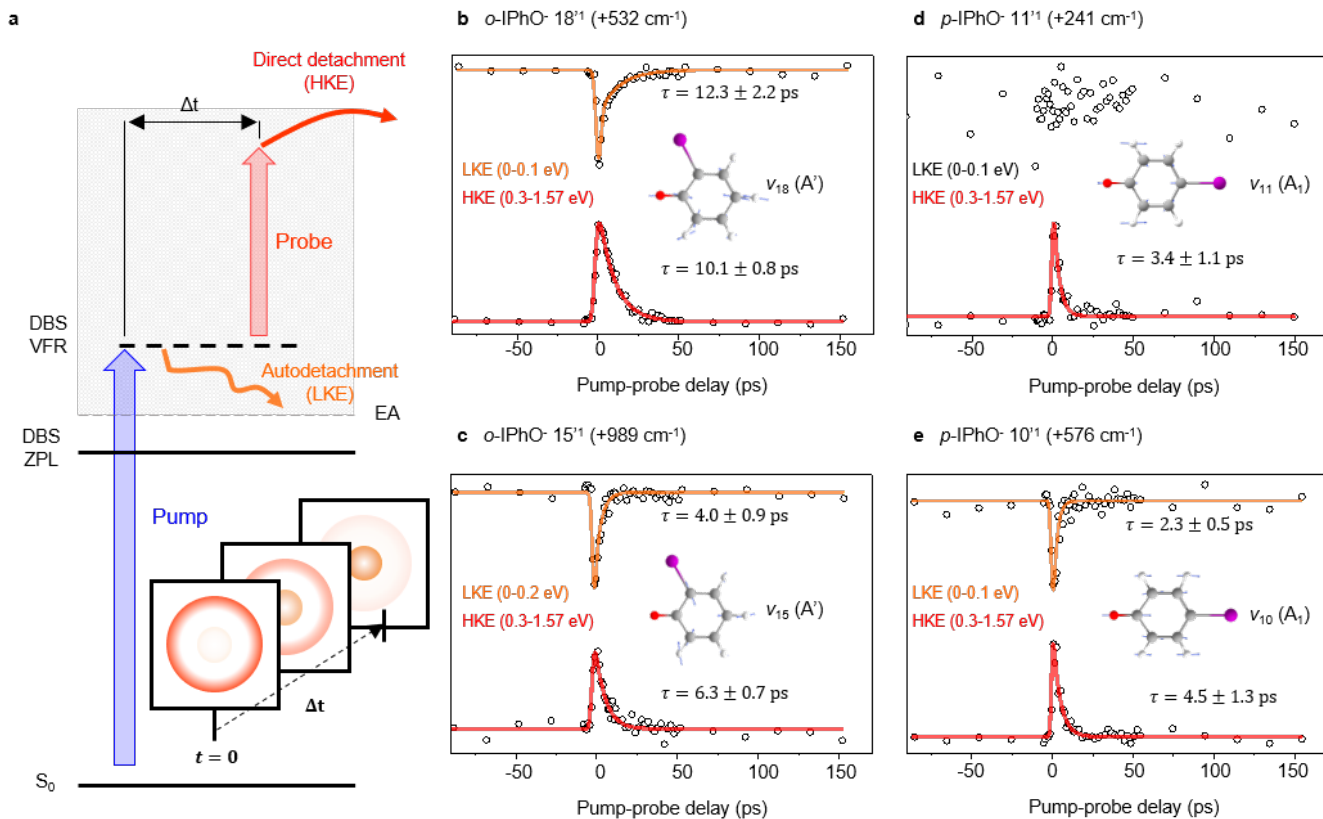 a
Direct detachment
(HKE)
Δt
Probe
DBS
VFR
Autodetachment
(LKE)
EA
DBS
ZPL
Pump
Δt
t = 0
S₀
b o-IPhO⁻ 18'¹ (+532 cm⁻¹)
τ = 12.3 ± 2.2 ps
LKE (0-0.1 eV)
HKE (0.3-1.57 eV)
ν₁₈ (A')
τ = 10.1 ± 0.8 ps
-50 0 50 100 150
Pump-probe delay (ps)
c o-IPhO⁻ 15'¹ (+989 cm⁻¹)
τ = 4.0 ± 0.9 ps
LKE (0-0.2 eV)
HKE (0.3-1.57 eV)
ν₁₅ (A')
τ = 6.3 ± 0.7 ps
-50 0 50 100 150
Pump-probe delay (ps)
d p-IPhO⁻ 11'¹ (+241 cm⁻¹)
LKE (0-0.1 eV)
HKE (0.3-1.57 eV)
ν₁₁ (A₁)
τ = 3.4 ± 1.1 ps
-50 0 50 100 150
Pump-probe delay (ps)
e p-IPhO⁻ 10'¹ (+576 cm⁻¹)
τ = 2.3 ± 0.5 ps
LKE (0-0.1 eV)
HKE (0.3-1.57 eV)
ν₁₀ (A₁)
τ = 4.5 ± 1.3 ps
-50 0 50 100 150
Pump-probe delay (ps)